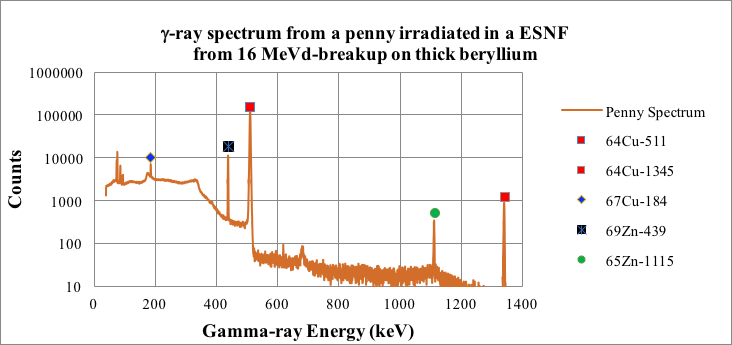 γ-ray spectrum from a penny irradiated in a ESNF
from 16 MeVd-breakup on thick beryllium
1000000
100000
10000
1000
100
10
Counts
0 200 400 600 800 1000 1200 1400
Gamma-ray Energy (keV)
Penny Spectrum
64Cu-511
64Cu-1345
67Cu-184
69Zn-439
65Zn-1115